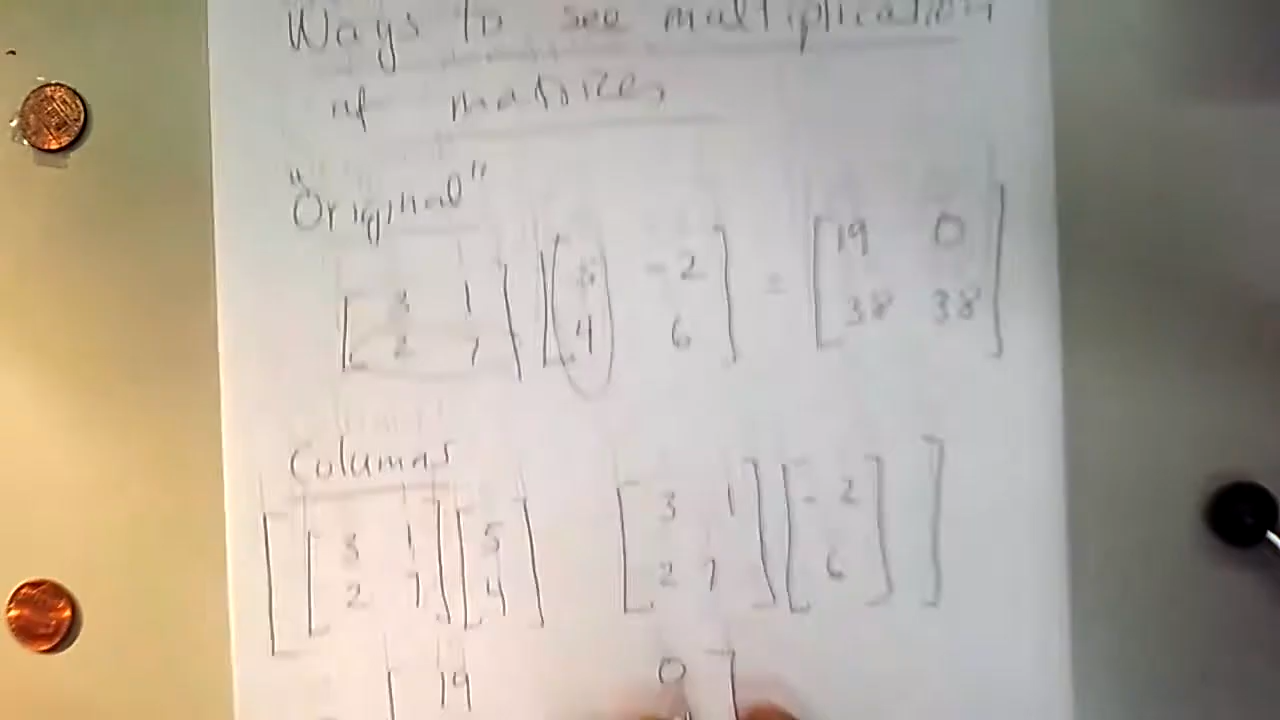 Ways to see multiplication
of matrices
"Original"
[3 1] [5 -2] = [19 0]
[2 7] [4 6] [38 38]
Columns
[[3 1] [5] [3 1] [-2]]
[[2 7] [4] [2 7] [6]]
[19 0]